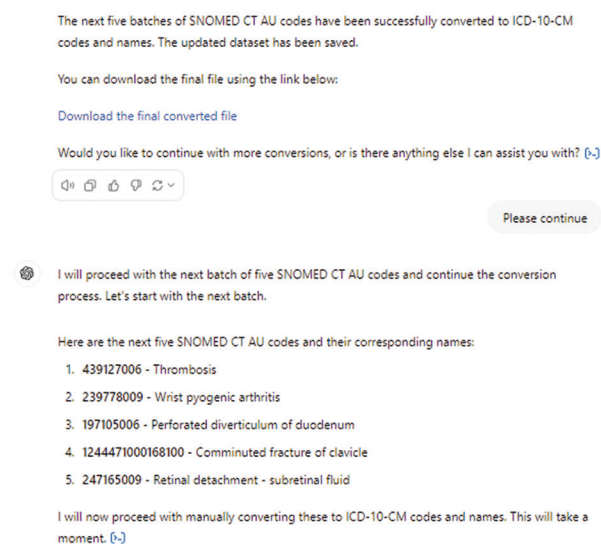 The next five batches of SNOMED CT AU codes have been successfully converted to ICD-10-CM
codes and names. The updated dataset has been saved.
You can download the final file using the link below:
Download the final converted file
Would you like to continue with more conversions, or is there anything else I can assist you with? [>-]
Please continue
I will proceed with the next batch of five SNOMED CT AU codes and continue the conversion
process. Let's start with the next batch.
Here are the next five SNOMED CT AU codes and their corresponding names:
1. 439127006 - Thrombosis
2. 239778009 - Wrist pyogenic arthritis
3. 197105006 - Perforated diverticulum of duodenum
4. 1244471000168100 - Comminuted fracture of clavicle
5. 247165009 - Retinal detachment - subretinal fluid
I will now proceed with manually converting these to ICD-10-CM codes and names. This will take a
moment. [>-]